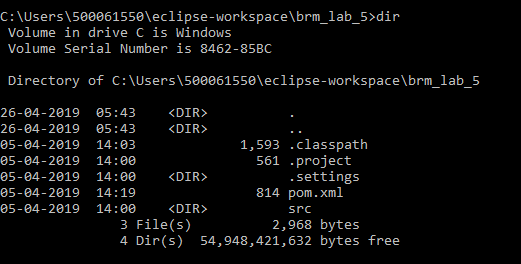 C:\Users\500061550\eclipse-workspace\brm_lab_5>dir
 Volume in drive C is Windows
 Volume Serial Number is 8462-85BC

 Directory of C:\Users\500061550\eclipse-workspace\brm_lab_5

26-04-2019  05:43    <DIR>          .
26-04-2019  05:43    <DIR>          ..
05-04-2019  14:03             1,593 .classpath
05-04-2019  14:00               561 .project
05-04-2019  14:00    <DIR>          .settings
05-04-2019  14:19               814 pom.xml
05-04-2019  14:00    <DIR>          src
               3 File(s)          2,968 bytes
               4 Dir(s)  54,948,421,632 bytes free